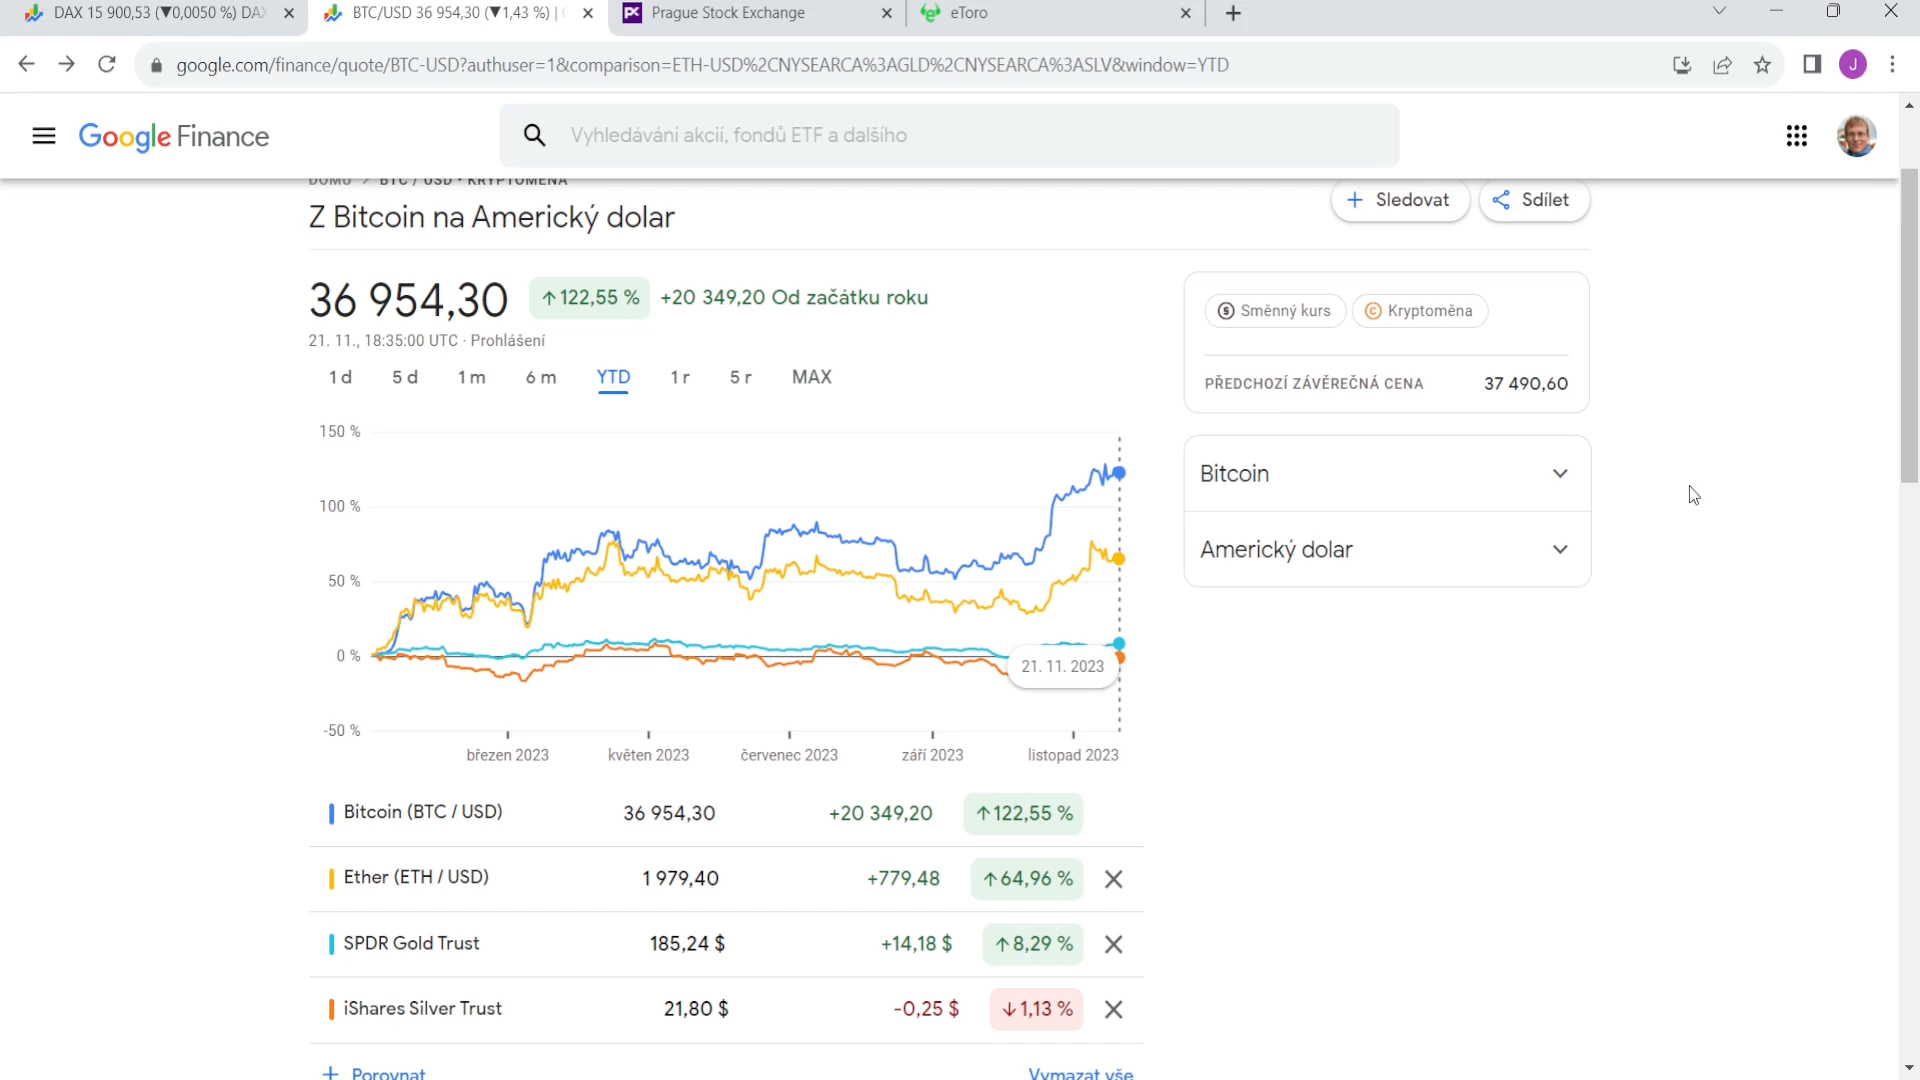 DAX 15 900,53 (▼0,0050 %) DAX
BTC/USD 36 954,30 (▼1,43 %) |
Prague Stock Exchange
eToro
google.com/finance/quote/BTC-USD?authuser=1&comparison=ETH-USD%2CNYSEARCA%3AGLD%2CNYSEARCA%3ASLV&window=YTD
J
Google Finance
Vyhledávání akcií, fondů ETF a dalšího
DOMŮ > BTC / USD • KRYPTOMĚNA
Z Bitcoin na Americký dolar
Sledovat
Sdílet
36 954,30
↑122,55 %
+20 349,20 Od začátku roku
21. 11., 18:35:00 UTC · Prohlášení
1 d 5 d 1 m 6 m YTD 1 r 5 r MAX
Směnný kurs
Kryptoměna
PŘEDCHOZÍ ZÁVĚREČNÁ CENA 37 490,60
Bitcoin
Americký dolar
150 %
100 %
50 %
0 %
-50 %
21. 11. 2023
březen 2023 květen 2023 červenec 2023 září 2023 listopad 2023
Bitcoin (BTC / USD) 36 954,30 +20 349,20 ↑122,55 %
Ether (ETH / USD) 1 979,40 +779,48 ↑64,96 %
SPDR Gold Trust 185,24 $ +14,18 $ ↑8,29 %
iShares Silver Trust 21,80 $ -0,25 $ ↓1,13 %
+ Porovnat
Vymazat vše